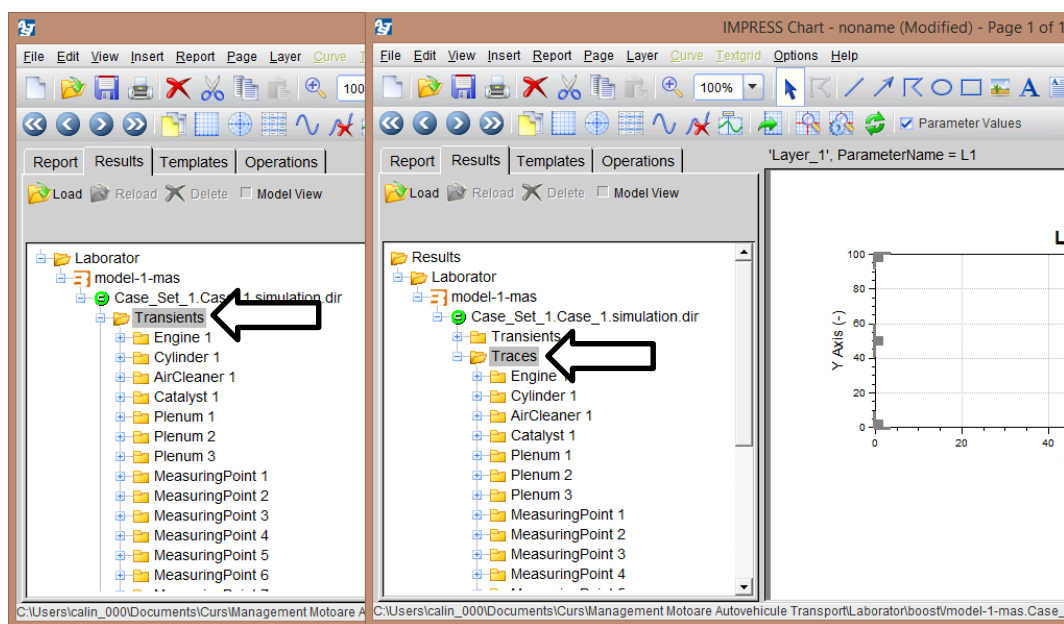 File Edit View Insert Report Page Layer Curve
100
Report Results Templates Operations
Load Reload Delete Model View
Laborator
model-1-mas
Case_Set_1.Case_1.simulation.dir
Transients
Engine 1
Cylinder 1
AirCleaner 1
Catalyst 1
Plenum 1
Plenum 2
Plenum 3
MeasuringPoint 1
MeasuringPoint 2
MeasuringPoint 3
MeasuringPoint 4
MeasuringPoint 5
MeasuringPoint 6
C:\Users\calin_000\Documents\Curs\Management Motoare A
IMPRESS Chart - noname (Modified) - Page 1 of 1
File Edit View Insert Report Page Layer Curve Textgrid Options Help
100%
A
Parameter Values
Report Results Templates Operations
Load Reload Delete Model View
Results
Laborator
model-1-mas
Case_Set_1.Case_1.simulation.dir
Transients
Traces
Engine 1
Cylinder 1
AirCleaner 1
Catalyst 1
Plenum 1
Plenum 2
Plenum 3
MeasuringPoint 1
MeasuringPoint 2
MeasuringPoint 3
MeasuringPoint 4
'Layer_1', ParameterName = L1
L
100
80
60
40
20
0
Y Axis (-)
0 20 40
C:\Users\calin_000\Documents\Curs\Management Motoare Autovehicule Transport\Laborator\boost\model-1-mas.Case_